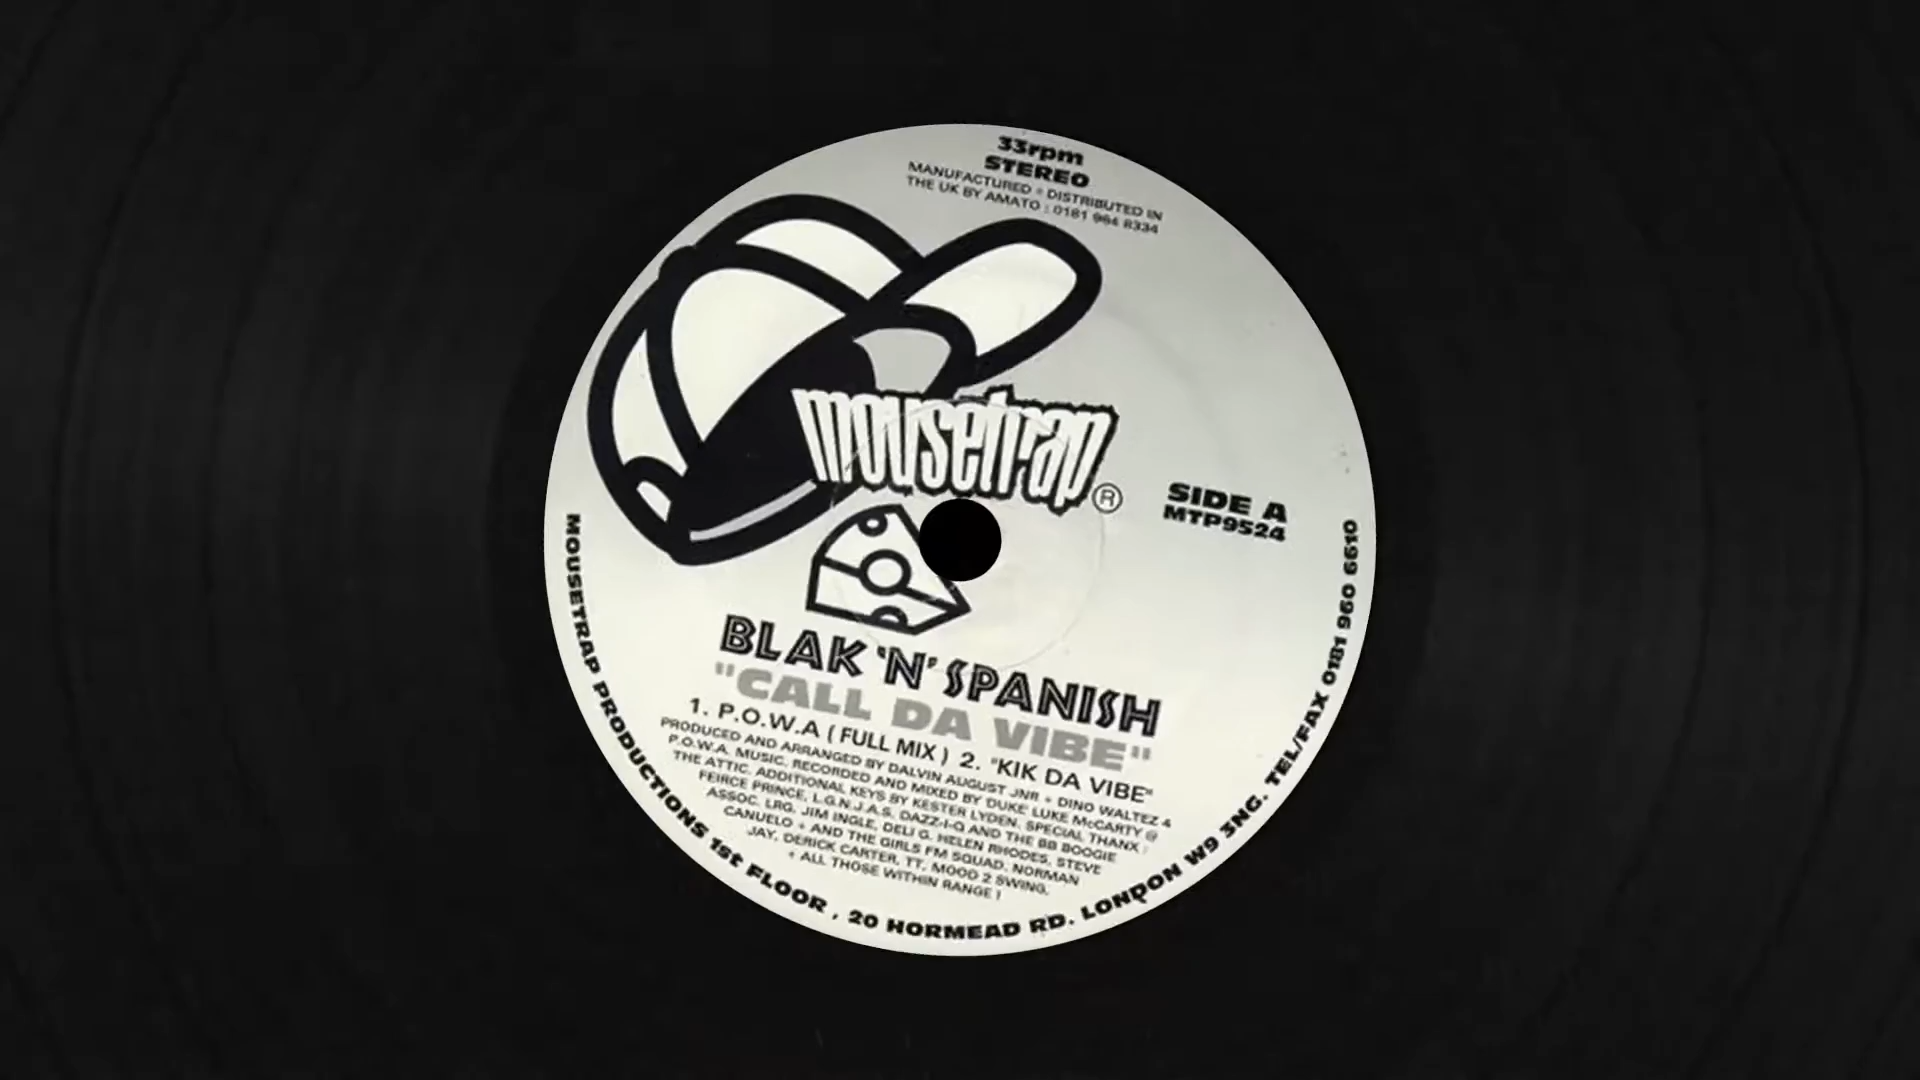 33rpm
STEREO
MANUFACTURED + DISTRIBUTED IN
THE UK BY AMATO : 0181 964 8334
mousetrap ®
SIDE A
MTP9524
BLAK 'N' SPANISH
"CALL DA VIBE"
1. P.O.W.A ( FULL MIX ) 2. "KIK DA VIBE"
PRODUCED AND ARRANGED BY DALVIN AUGUST JNR + DINO WALTEZ 4
P.O.W.A. MUSIC. RECORDED AND MIXED BY 'DUKE' LUKE McCARTY @
THE ATTIC. ADDITIONAL KEYS BY KESTER LYDEN. SPECIAL THANX :
FEIRCE PRINCE, L.G.N.J.A.S, DAZZ-I-Q AND THE BB BOOGIE
ASSOC, LRG, JIM INGLE, DELI G, HELEN RHODES, STEVE
CANUELO + AND THE GIRLS FM SQUAD, NORMAN
JAY, DERICK CARTER, TT, MOOD 2 SWING,
+ ALL THOSE WITHIN RANGE !
MOUSETRAP PRODUCTIONS 1st FLOOR , 20 HORMEAD RD. LONDON W9 3NG. TEL/FAX 0181 960 6610